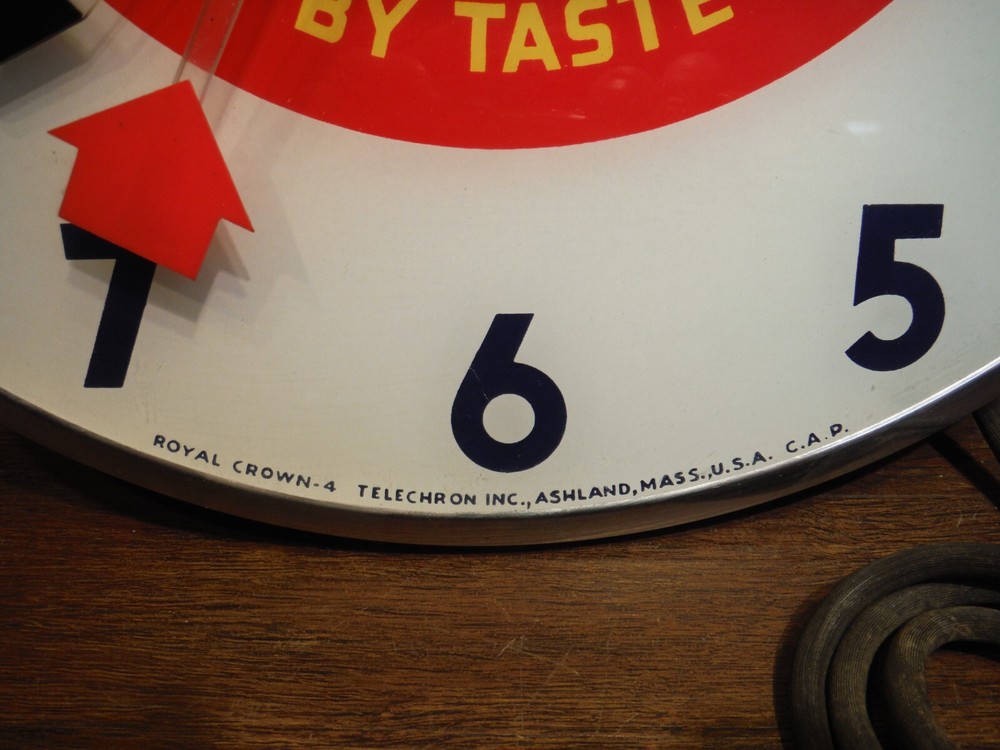 BY TASTE
7 6 5
ROYAL CROWN-4 TELECHRON INC., ASHLAND, MASS., U.S.A. C.A.P.